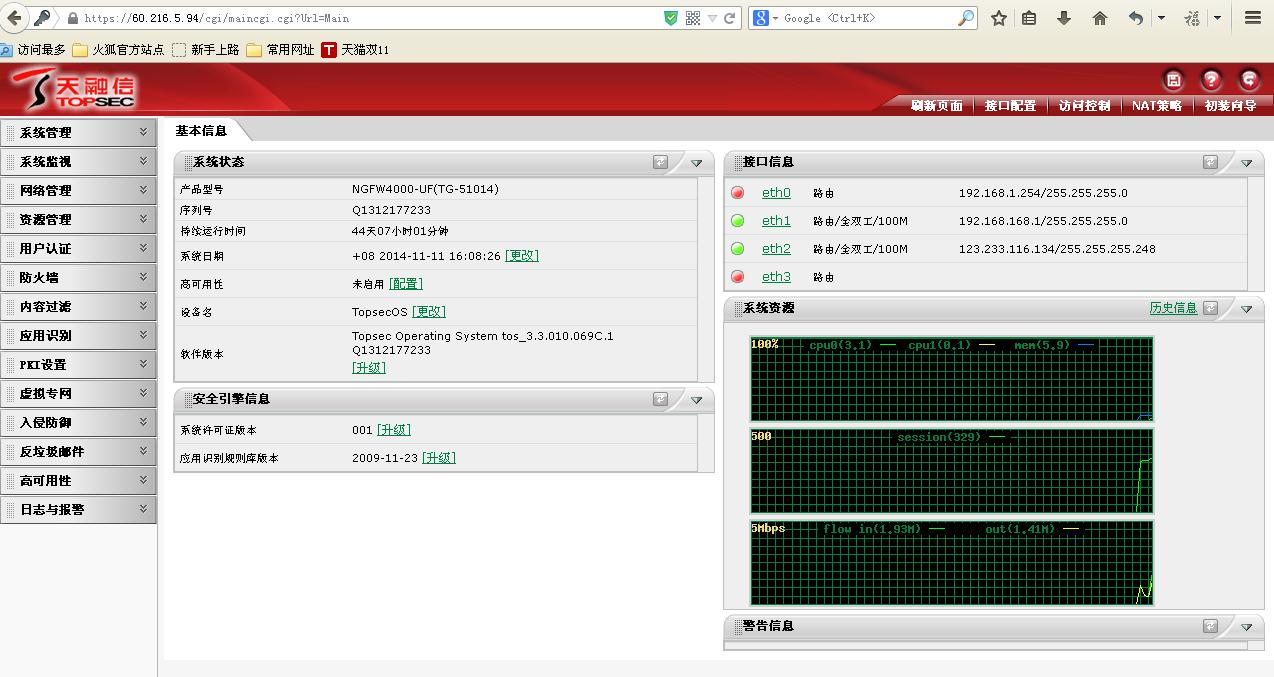 https://60.216.5.94/cgi/maincgi.cgi?Url=Main
Google <Ctrl+K>
访问最多 火狐官方站点 新手上路 常用网址 T 天猫双11
天融信
TOPSEC
刷新页面 接口配置 访问控制 NAT策略 初装向导
系统管理
系统监视
网络管理
资源管理
用户认证
防火墙
内容过滤
应用识别
PKI设置
虚拟专网
入侵防御
反垃圾邮件
高可用性
日志与报警
基本信息
系统状态
产品型号 NGFW4000-UF(TG-51014)
序列号 Q1312177233
持续运行时间 44天07小时01分钟
系统日期 +08 2014-11-11 16:08:26 [更改]
高可用性 未启用 [配置]
设备名 TopsecOS [更改]
软件版本 Topsec Operating System tos_3.3.010.069C.1
Q1312177233
[升级]
安全引擎信息
系统许可证版本 001 [升级]
应用识别规则库版本 2009-11-23 [升级]
接口信息
eth0 路由 192.168.1.254/255.255.255.0
eth1 路由/全双工/100M 192.168.168.1/255.255.255.0
eth2 路由/全双工/100M 123.233.116.134/255.255.255.248
eth3 路由
系统资源 历史信息
100% cpu0(3.1) cpu1(0.1) mem(5.9)
500 session(329)
5Mbps flow in(1.93M) out(1.41M)
警告信息